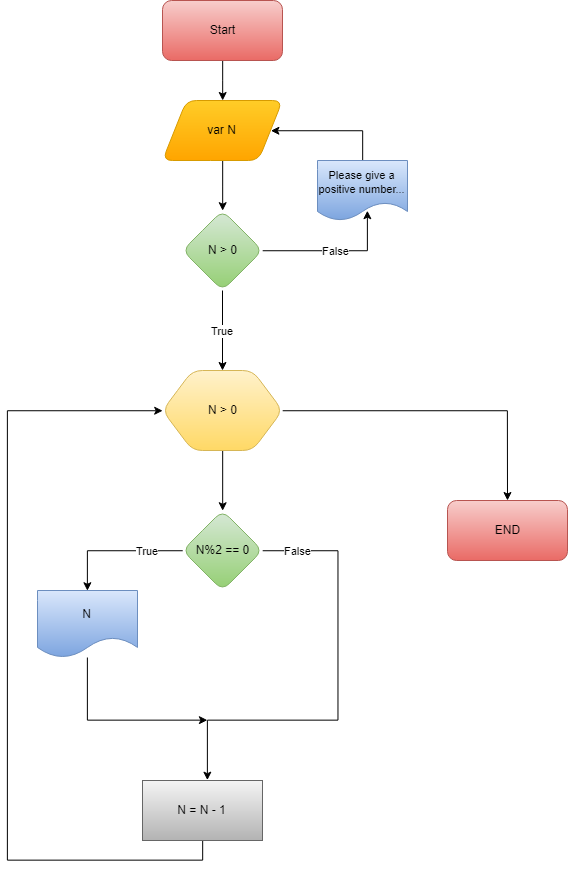 Start
var N
Please give a
positive number...
N > 0
False
True
N > 0
END
N%2 == 0
True
False
N
N = N - 1